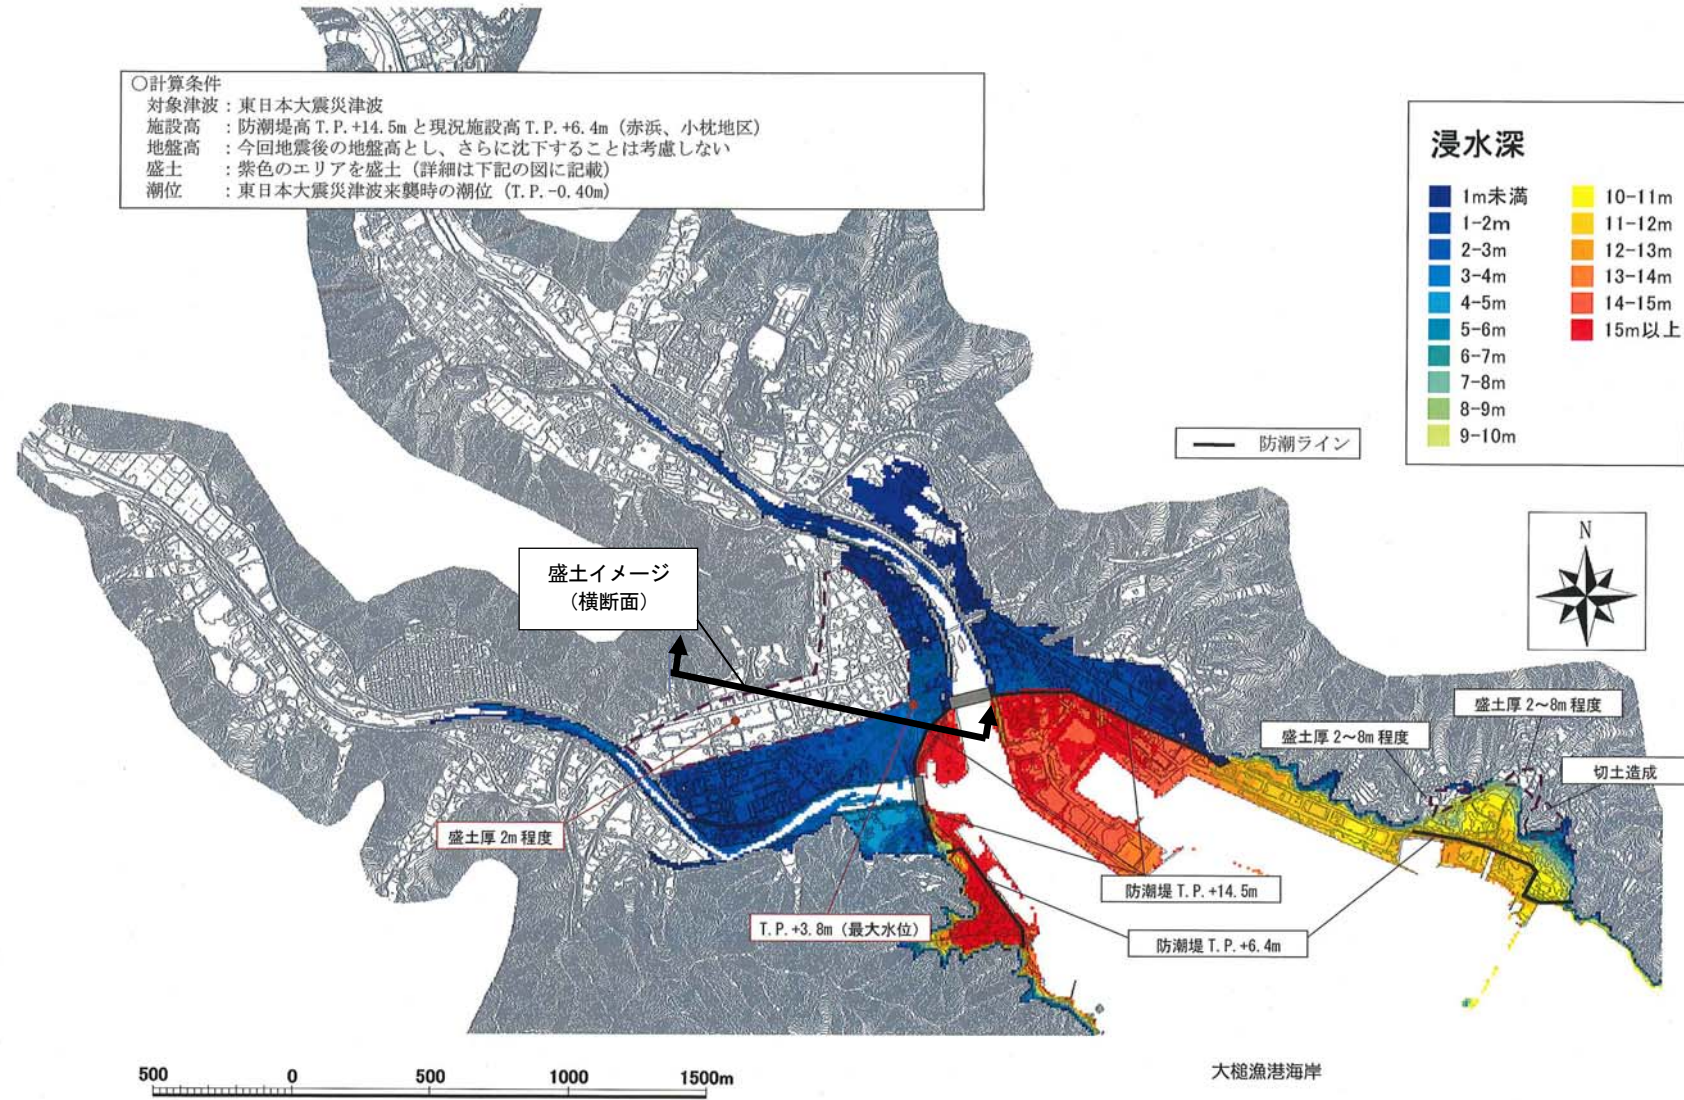 ○計算条件
対象津波：東日本大震災津波
施設高　：防潮堤高 T.P.+14.5m と現況施設高 T.P.+6.4m（赤浜、小枕地区）
地盤高　：今回地震後の地盤高とし、さらに沈下することは考慮しない
盛土　　：紫色のエリアを盛土（詳細は下記の図に記載）
潮位　　：東日本大震災津波来襲時の潮位（T.P.-0.40m）
浸水深
1m未満
1-2m
2-3m
3-4m
4-5m
5-6m
6-7m
7-8m
8-9m
9-10m
10-11m
11-12m
12-13m
13-14m
14-15m
15m以上
防潮ライン
N
盛土イメージ
（横断面）
盛土厚 2～8m 程度
盛土厚 2～8m 程度
切土造成
盛土厚 2m 程度
防潮堤 T.P.+14.5m
T.P.+3.8m（最大水位）
防潮堤 T.P.+6.4m
大槌漁港海岸
500 0 500 1000 1500m